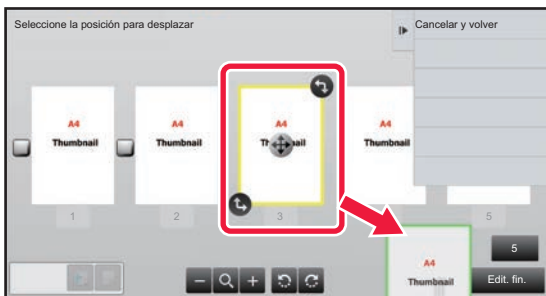 Seleccione la posición para desplazar
Cancelar y volver
A4
Thumbnail
A4
Thumbnail
A4
A4
Thumbnail
1
2
3
5
A4
Thumbnail
5
Edit. fin.